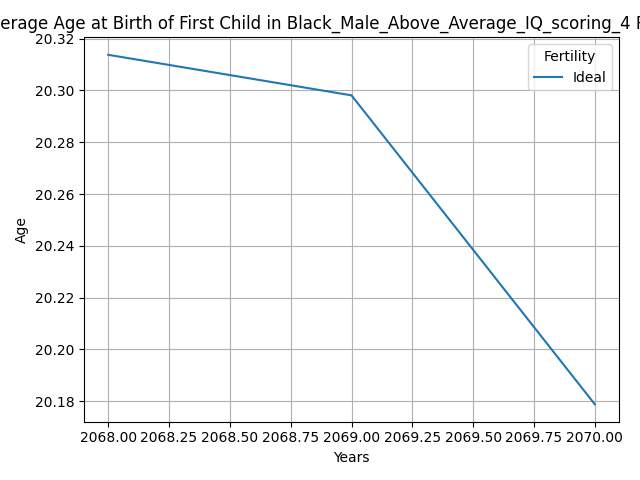 erage Age at Birth of First Child in Black_Male_Above_Average_IQ_scoring_4
20.32
20.30
20.28
20.26
20.24
20.22
20.20
20.18
Age
Fertility
Ideal
2068.00 2068.25 2068.50 2068.75 2069.00 2069.25 2069.50 2069.75 2070.00
Years